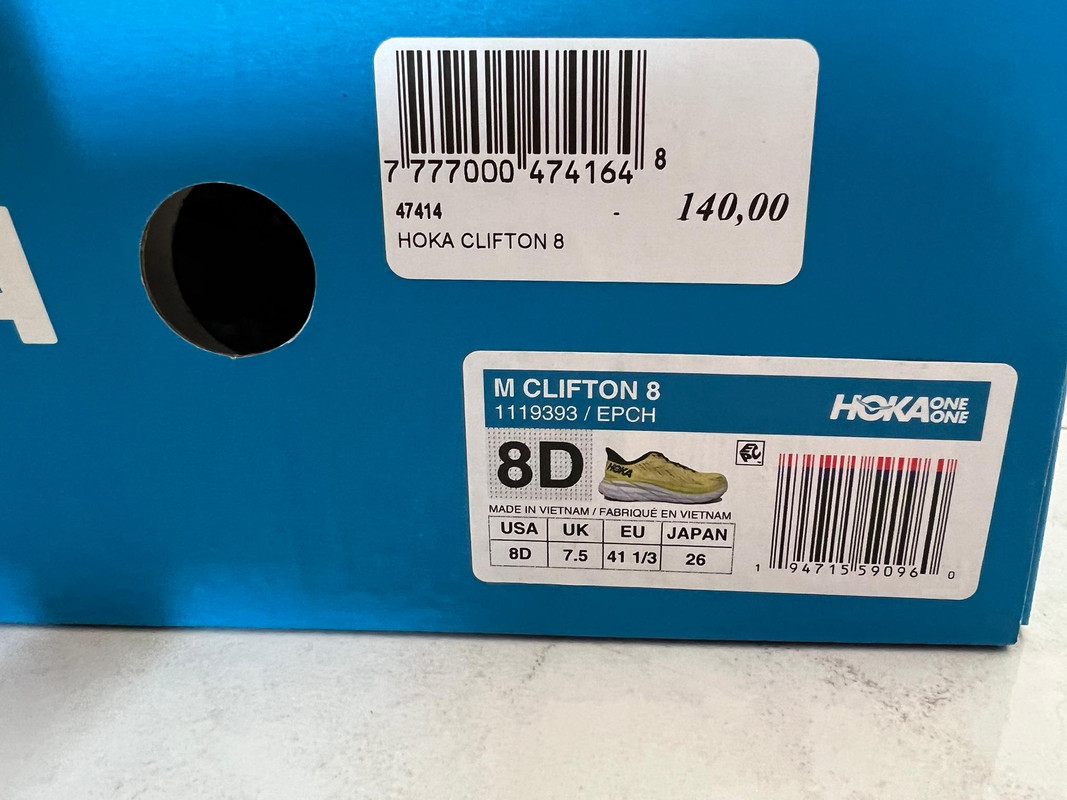 7 777000 474164 8
47414 - 140,00
HOKA CLIFTON 8
A
M CLIFTON 8
1119393 / EPCH
HOKA ONE ONE
8D
HOKA
MADE IN VIETNAM / FABRIQUÉ EN VIETNAM
USA UK EU JAPAN
8D 7.5 41 1/3 26
1 94715 59096 0